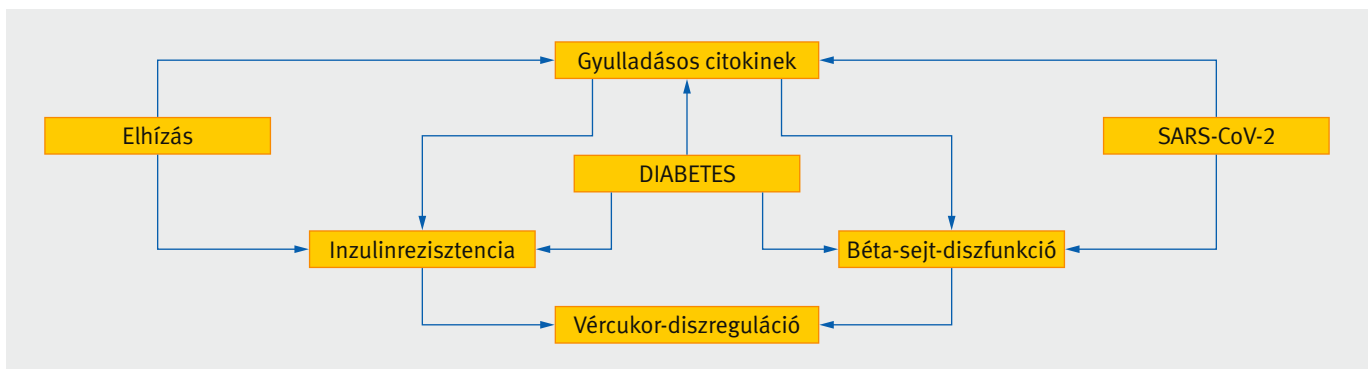 Gyulladásos citokinek
Elhízás
SARS-CoV-2
DIABETES
Inzulinrezisztencia
Béta-sejt-diszfunkció
Vércukor-diszreguláció